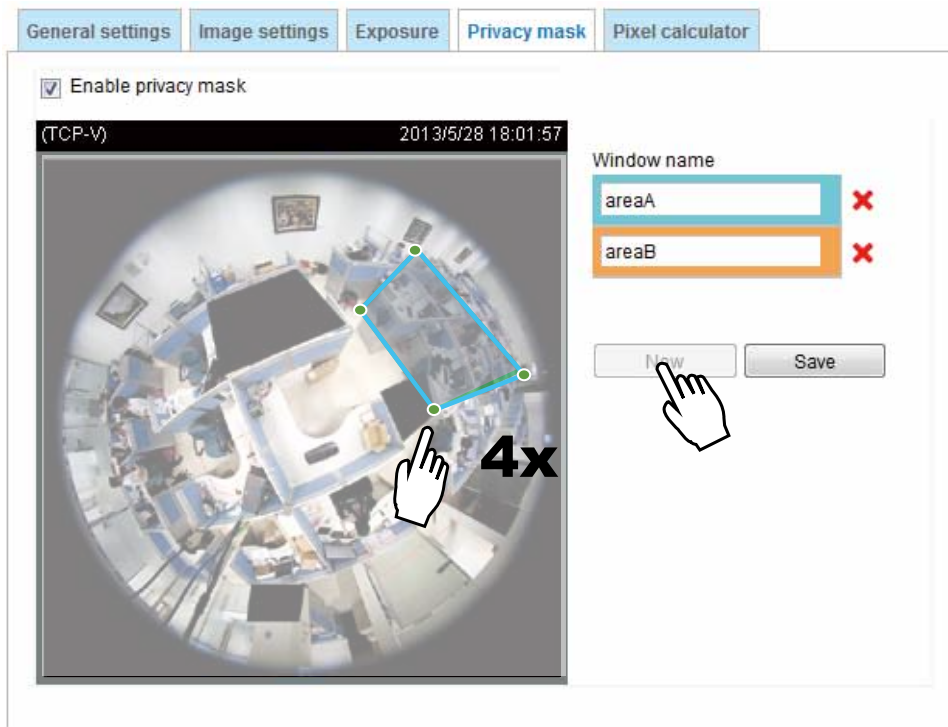 General settings Image settings Exposure Privacy mask Pixel calculator
Enable privacy mask
(TCP-V) 2013/5/28 18:01:57
Window name
areaA
areaB
New Save
4x